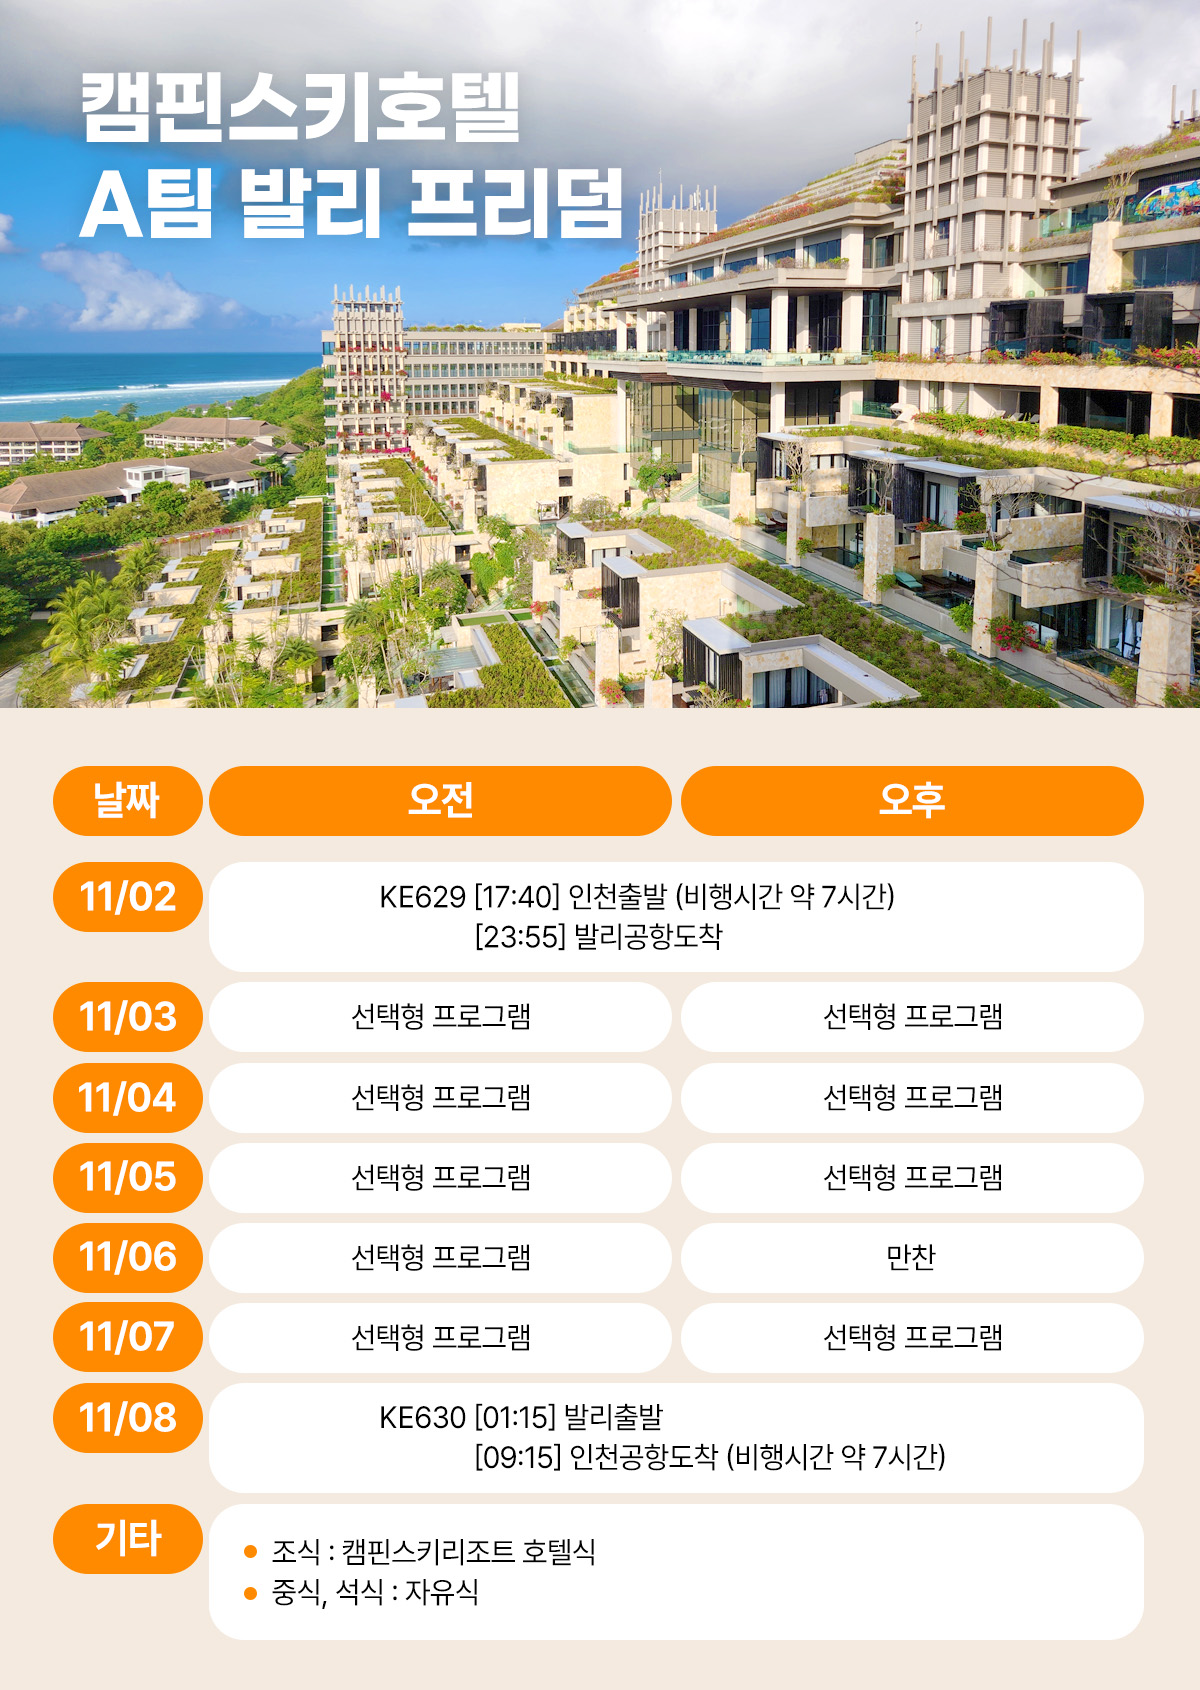 캠핀스키호텔
A팀 발리 프리덤
날짜 오전 오후
11/02 KE629 [17:40] 인천출발 (비행시간 약 7시간)
[23:55] 발리공항도착
11/03 선택형 프로그램 선택형 프로그램
11/04 선택형 프로그램 선택형 프로그램
11/05 선택형 프로그램 선택형 프로그램
11/06 선택형 프로그램 만찬
11/07 선택형 프로그램 선택형 프로그램
11/08 KE630 [01:15] 발리출발
[09:15] 인천공항도착 (비행시간 약 7시간)
기타
● 조식 : 캠핀스키리조트 호텔식
● 중식, 석식 : 자유식